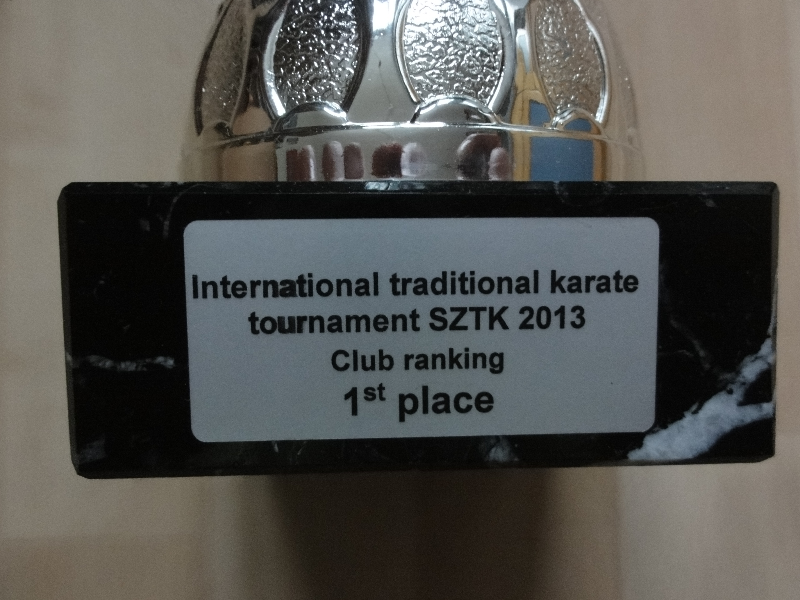 International traditional karate
tournament SZTK 2013
Club ranking
1st place